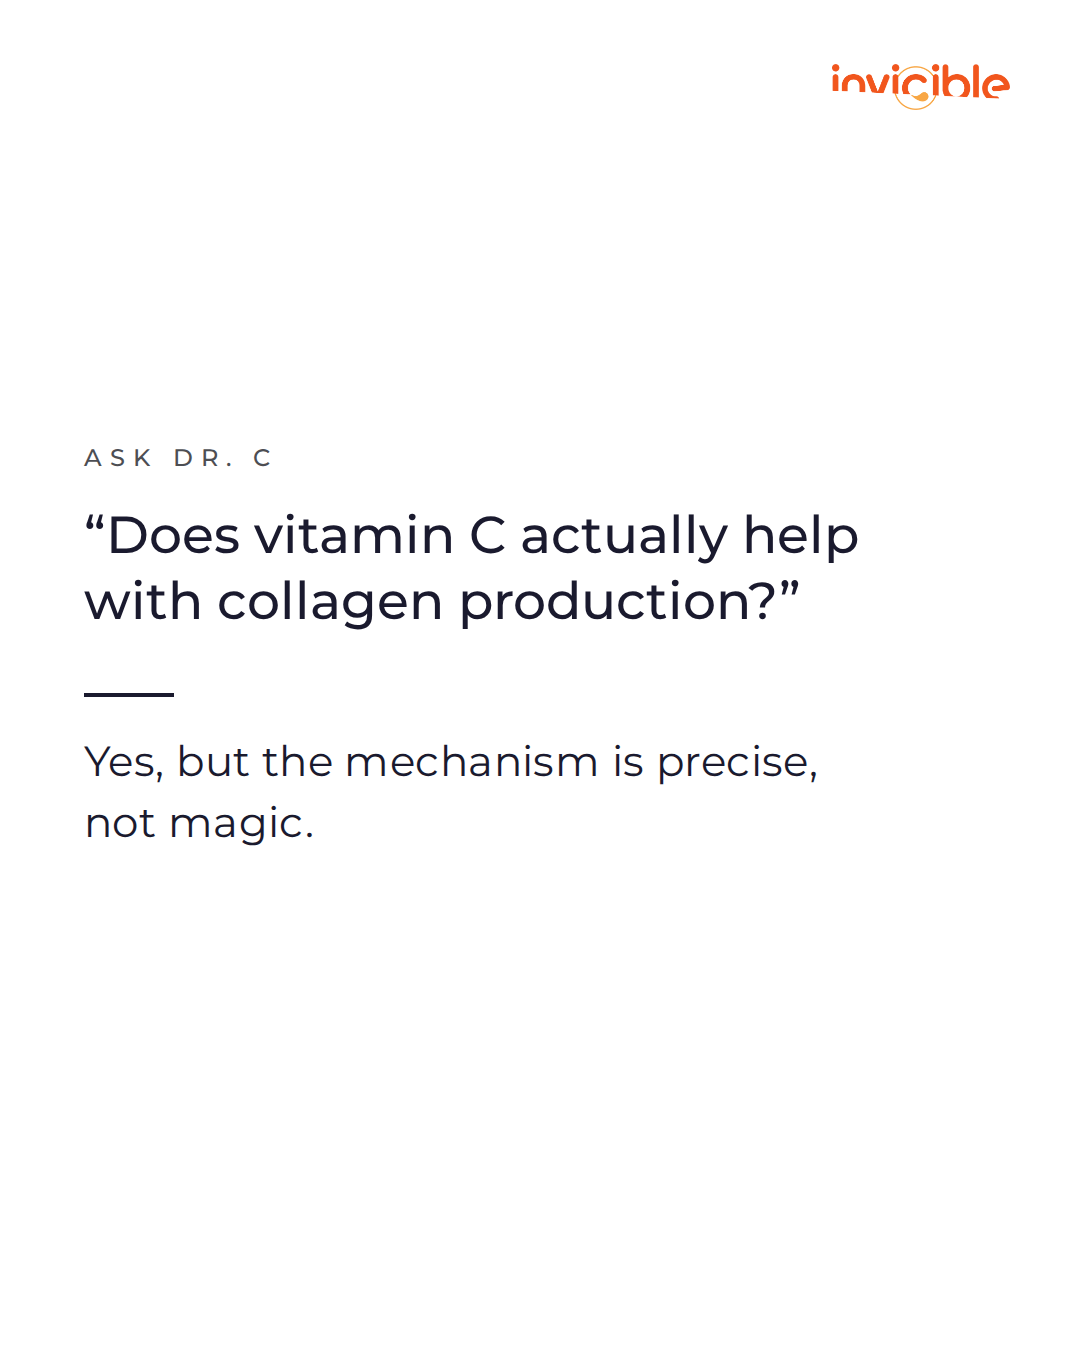 invicible
ASK DR. C
“Does vitamin C actually help
with collagen production?”
Yes, but the mechanism is precise,
not magic.